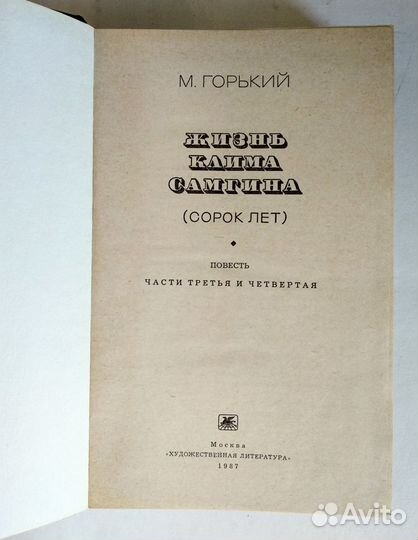 М. ГОРЬКИЙ
ЖИЗНЬ
КЛИМА
САМГИНА
(СОРОК ЛЕТ)
ПОВЕСТЬ
ЧАСТИ ТРЕТЬЯ И ЧЕТВЕРТАЯ
Москва
«ХУДОЖЕСТВЕННАЯ ЛИТЕРАТУРА»
1987
Avito